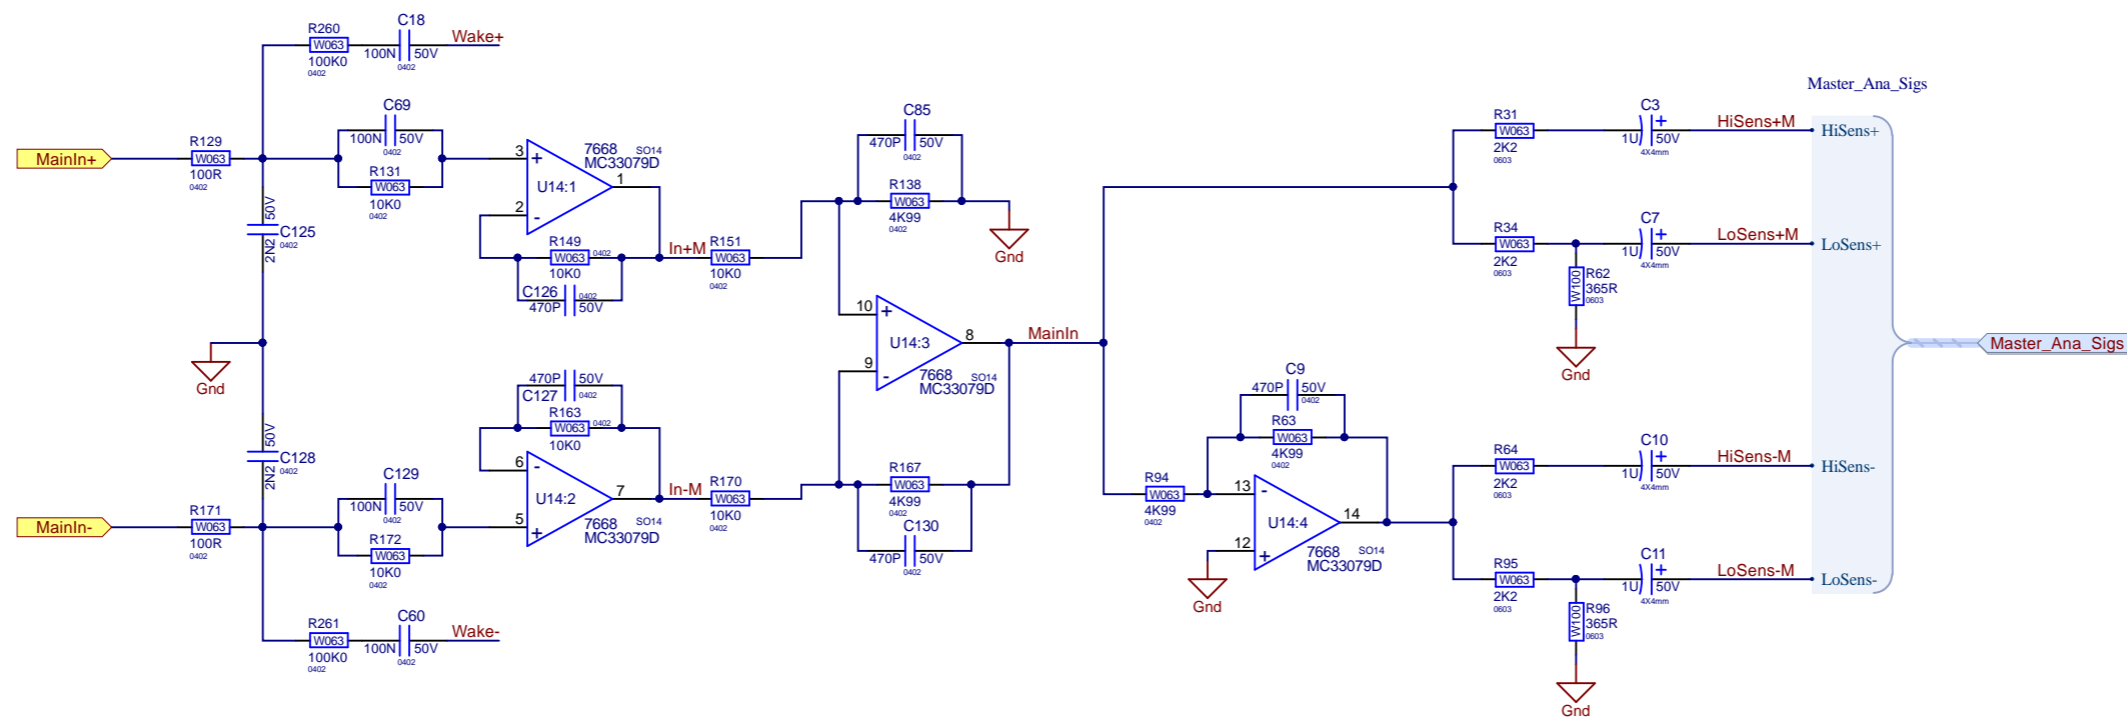 R260
W063
100K0
0402
C18
100N
50V
0402
Wake+
MainIn+
R129
W063
100R
0402
C69
100N
50V
0402
R131
W063
10K0
0402
50V
C125
0402
2N2
3
+
2
-
U14:1
1
7668
SO14
MC33079D
R149
0402
W063
10K0
C126
0402
470P
50V
In+M
R151
W063
10K0
0402
C85
470P
50V
0402
R138
W063
4K99
0402
Gnd
10
+
9
-
U14:3
8
7668
SO14
MC33079D
MainIn
Gnd
50V
C128
0402
2N2
470P
50V
C127
0402
R163
0402
W063
10K0
MainIn-
R171
W063
100R
0402
C129
100N
50V
0402
R172
W063
10K0
0402
6
-
5
+
U14:2
7
7668
SO14
MC33079D
In-M
R170
W063
10K0
0402
R167
W063
4K99
0402
C130
470P
50V
0402
R261
W063
100K0
0402
C60
100N
50V
0402
Wake-
R94
W063
4K99
0402
C9
470P
50V
0402
R63
W063
4K99
0402
13
-
12
+
U14:4
14
7668
SO14
MC33079D
Gnd
R31
W063
2K2
0603
C3
+
1U
50V
4X4mm
HiSens+M
R34
W063
2K2
0603
C7
+
1U
50V
4X4mm
LoSens+M
W100
R62
365R
0603
Gnd
R64
W063
2K2
0603
C10
+
1U
50V
4X4mm
HiSens-M
R95
W063
2K2
0603
C11
+
1U
50V
4X4mm
LoSens-M
W100
R96
365R
0603
Gnd
Master_Ana_Sigs
HiSens+
LoSens+
HiSens-
LoSens-
Master_Ana_Sigs